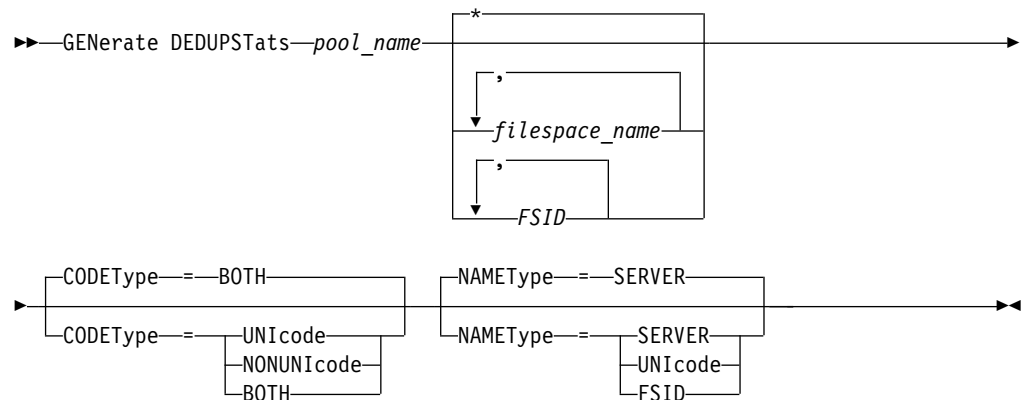 *
GENerate DEDUPSTats pool_name
,
filespace_name
,
FSID
CODEType = BOTH NAMEType = SERVER
CODEType = UNIcode NAMEType = SERVER
NONUNIcode UNIcode
BOTH FSID